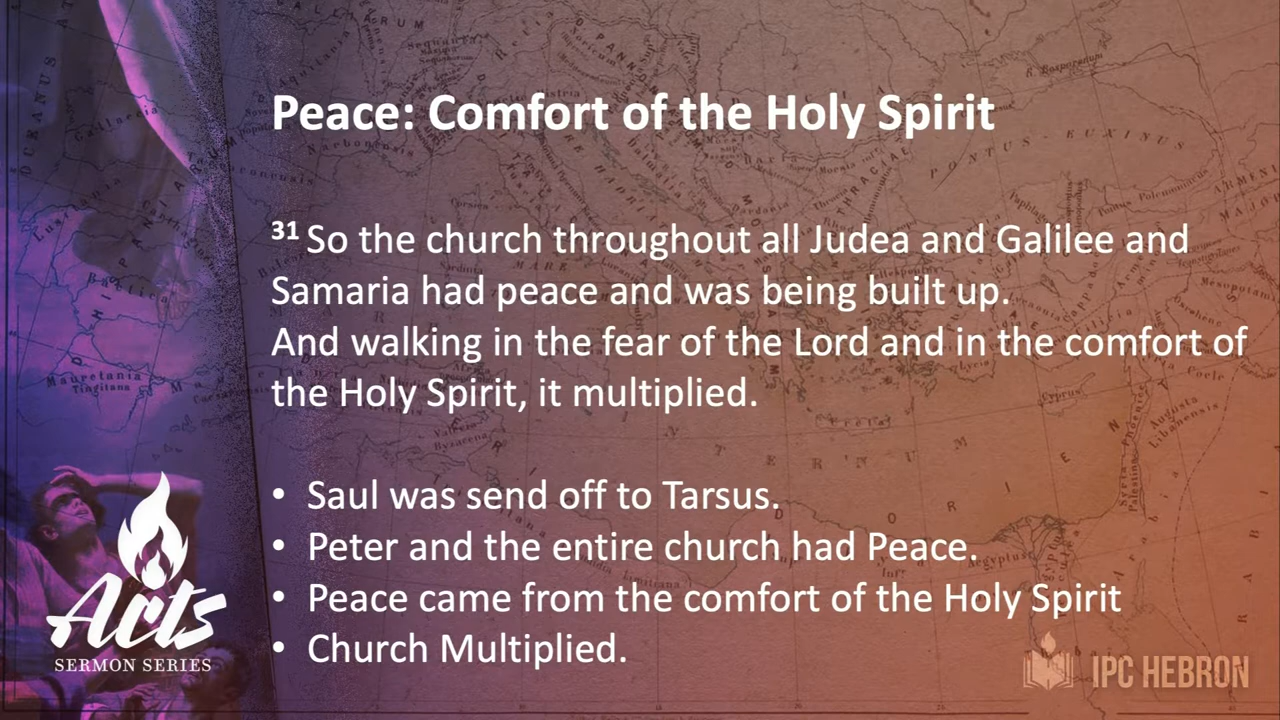 Peace: Comfort of the Holy Spirit
31 So the church throughout all Judea and Galilee and
Samaria had peace and was being built up.
And walking in the fear of the Lord and in the comfort of
the Holy Spirit, it multiplied.
• Saul was send off to Tarsus.
• Peter and the entire church had Peace.
• Peace came from the comfort of the Holy Spirit
• Church Multiplied.
Acts
SERMON SERIES
IPC HEBRON